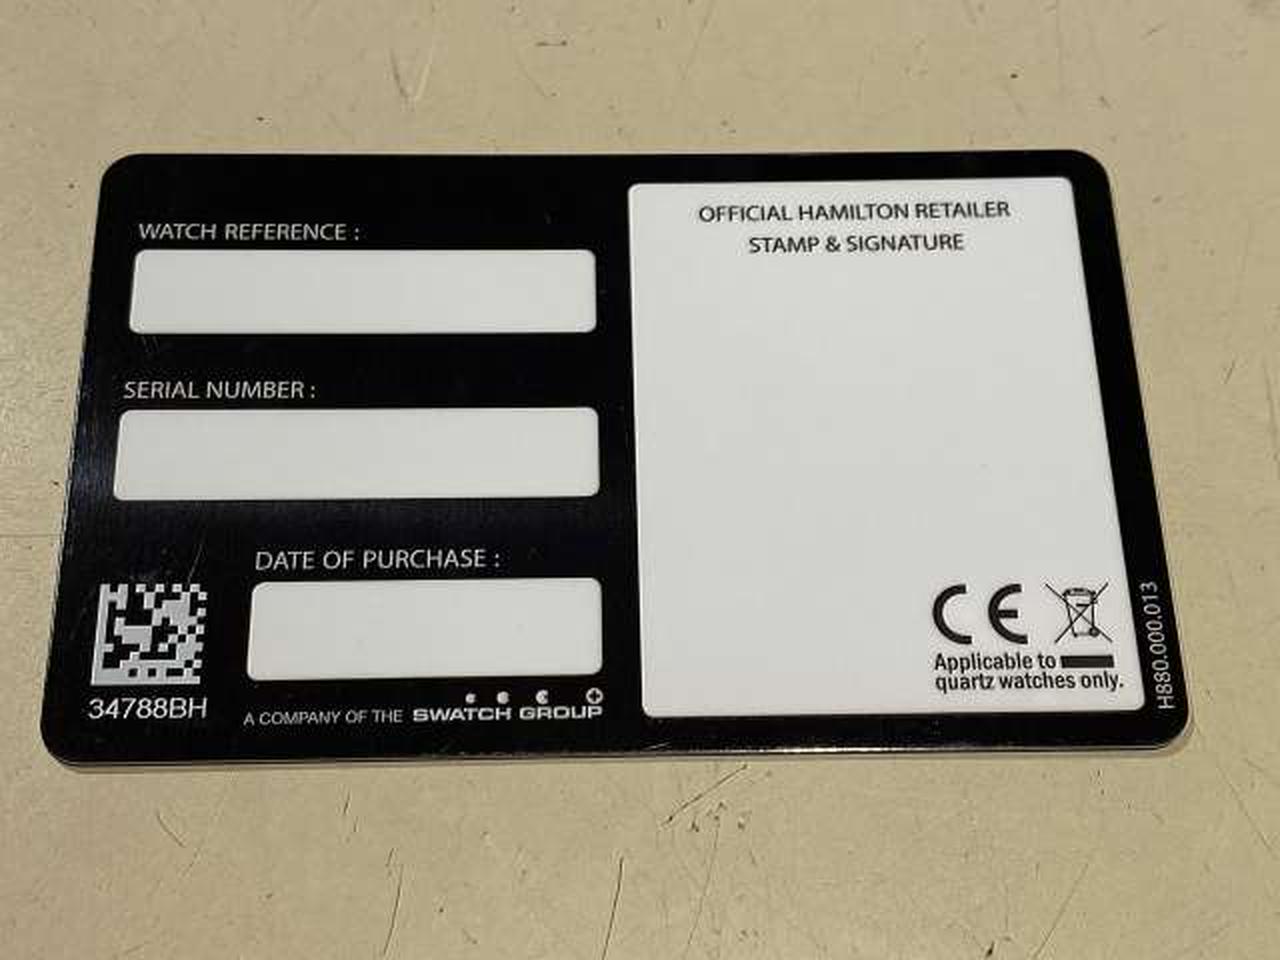 WATCH REFERENCE :
SERIAL NUMBER :
DATE OF PURCHASE :
34788BH
A COMPANY OF THE SWATCH GROUP
OFFICIAL HAMILTON RETAILER
STAMP & SIGNATURE
CE
Applicable to
quartz watches only.
H880.000.013